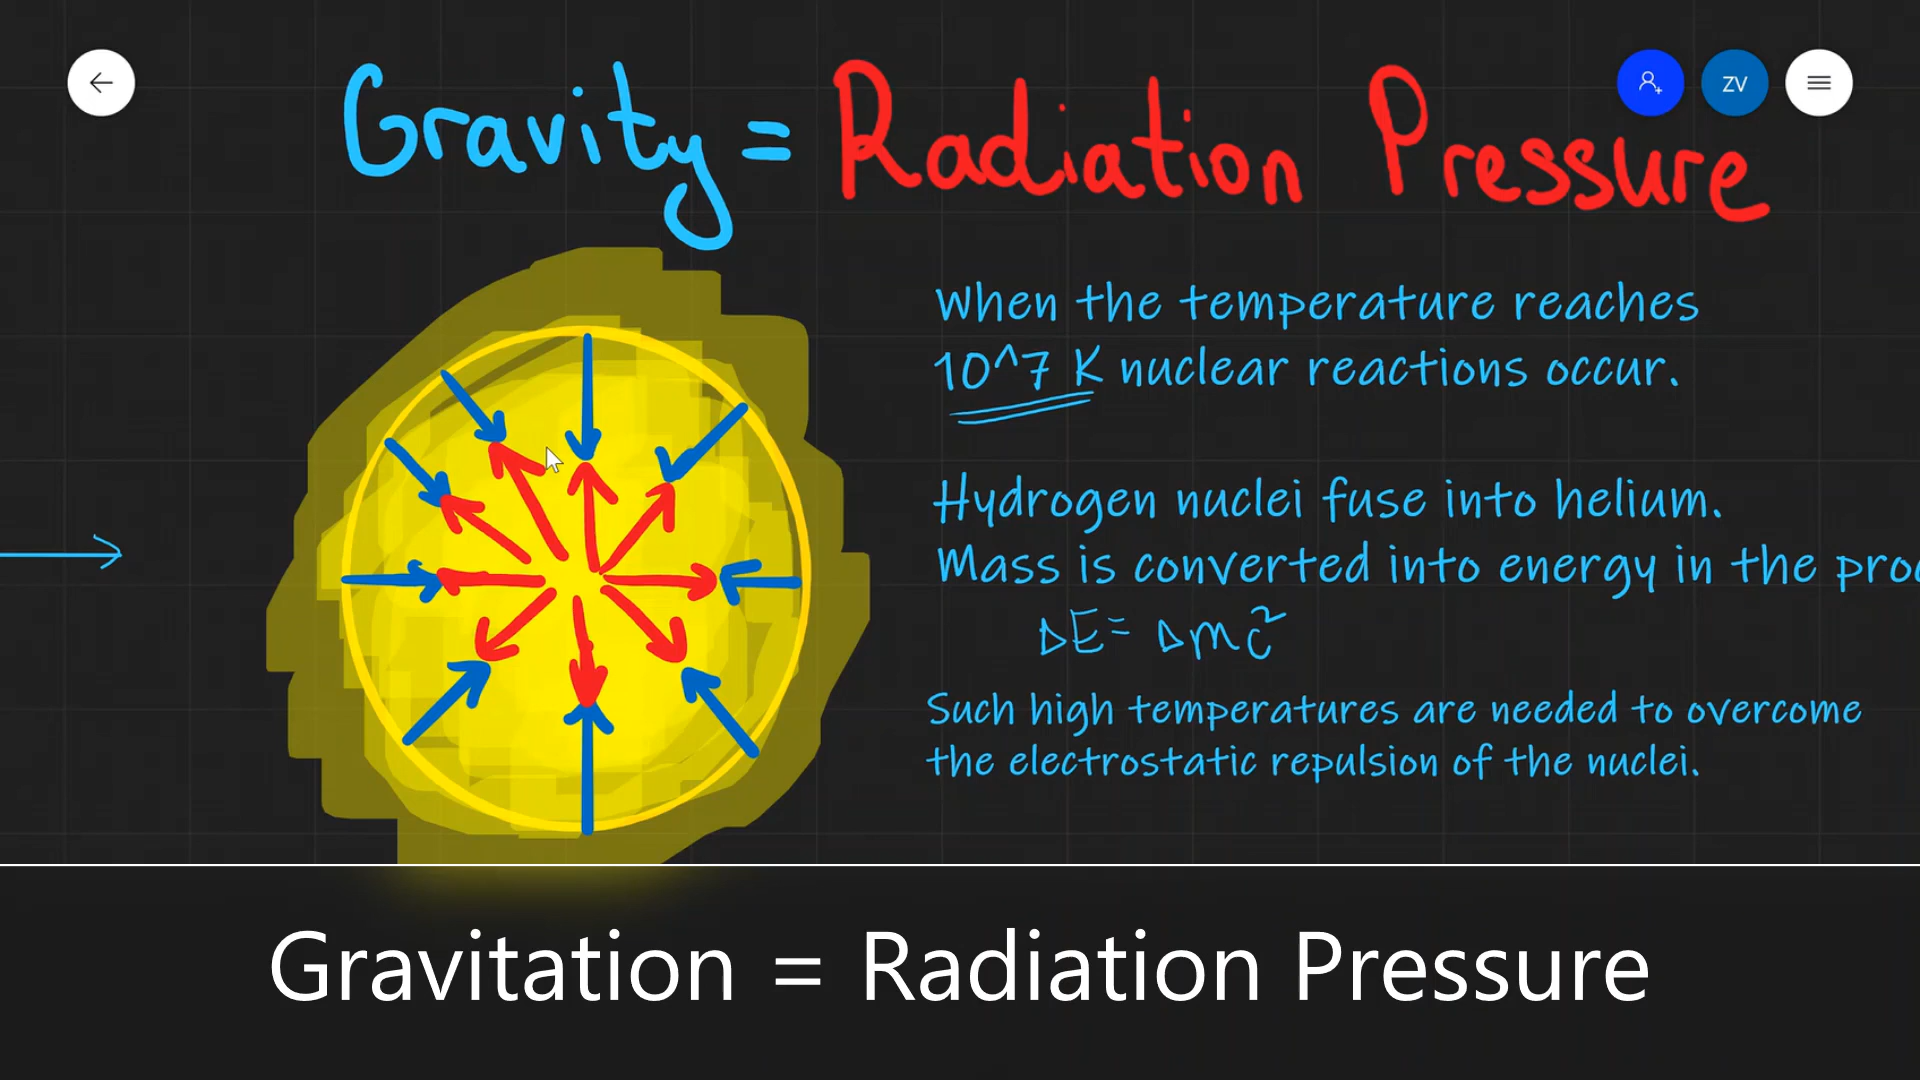 Gravity = Radiation Pressure
ZV
When the temperature reaches
10^7 K nuclear reactions occur.
Hydrogen nuclei fuse into helium.
Mass is converted into energy in the proc
ΔE = Δmc²
Such high temperatures are needed to overcome
the electrostatic repulsion of the nuclei.
Gravitation = Radiation Pressure